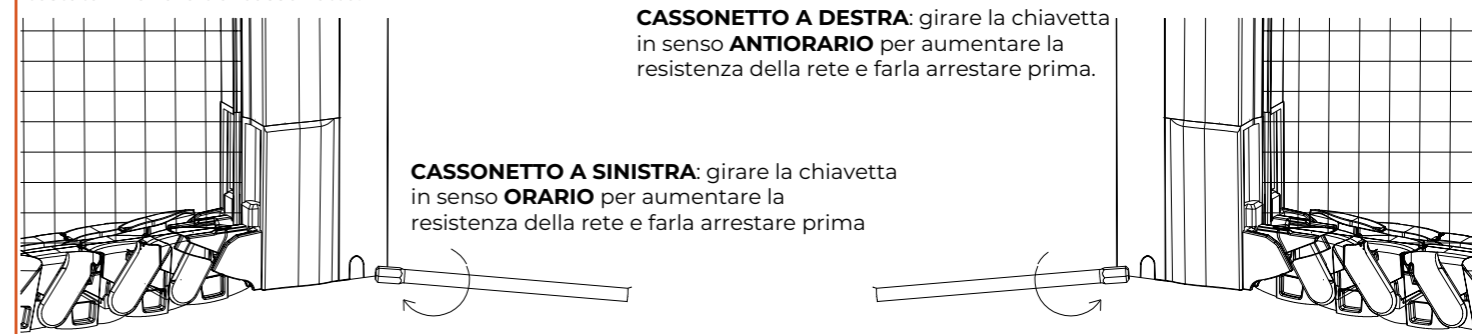 CASSONETTO A DESTRA: girare la chiavetta
in senso ANTIORARIO per aumentare la
resistenza della rete e farla arrestare prima.
CASSONETTO A SINISTRA: girare la chiavetta
in senso ORARIO per aumentare la
resistenza della rete e farla arrestare prima